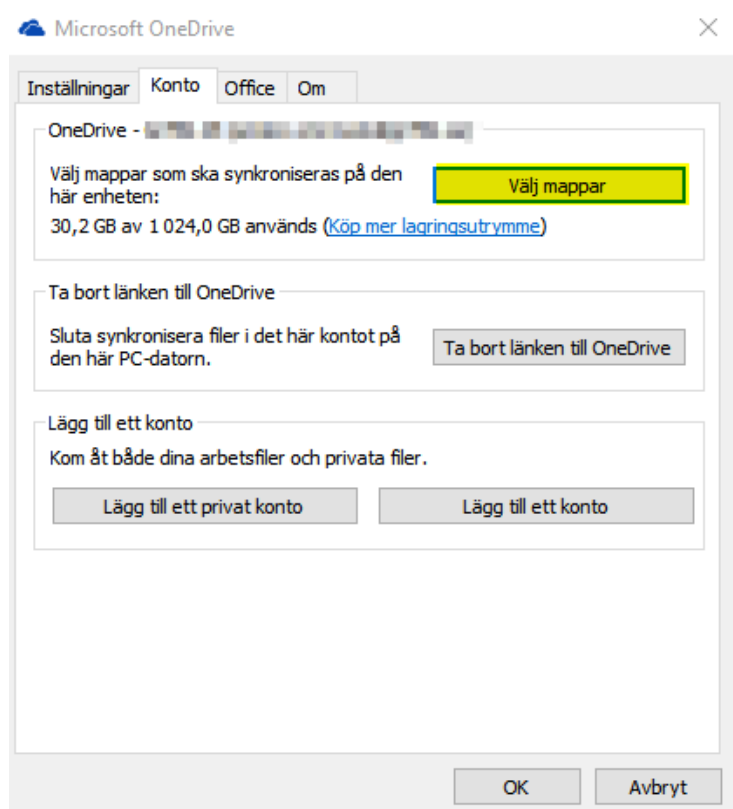 Microsoft OneDrive
Inställningar Konto Office Om
OneDrive -
Välj mappar som ska synkroniseras på den
här enheten:
Välj mappar
30,2 GB av 1 024,0 GB används (Köp mer lagringsutrymme)
Ta bort länken till OneDrive
Sluta synkronisera filer i det här kontot på
den här PC-datorn.
Ta bort länken till OneDrive
Lägg till ett konto
Kom åt både dina arbetsfiler och privata filer.
Lägg till ett privat konto Lägg till ett konto
OK Avbryt